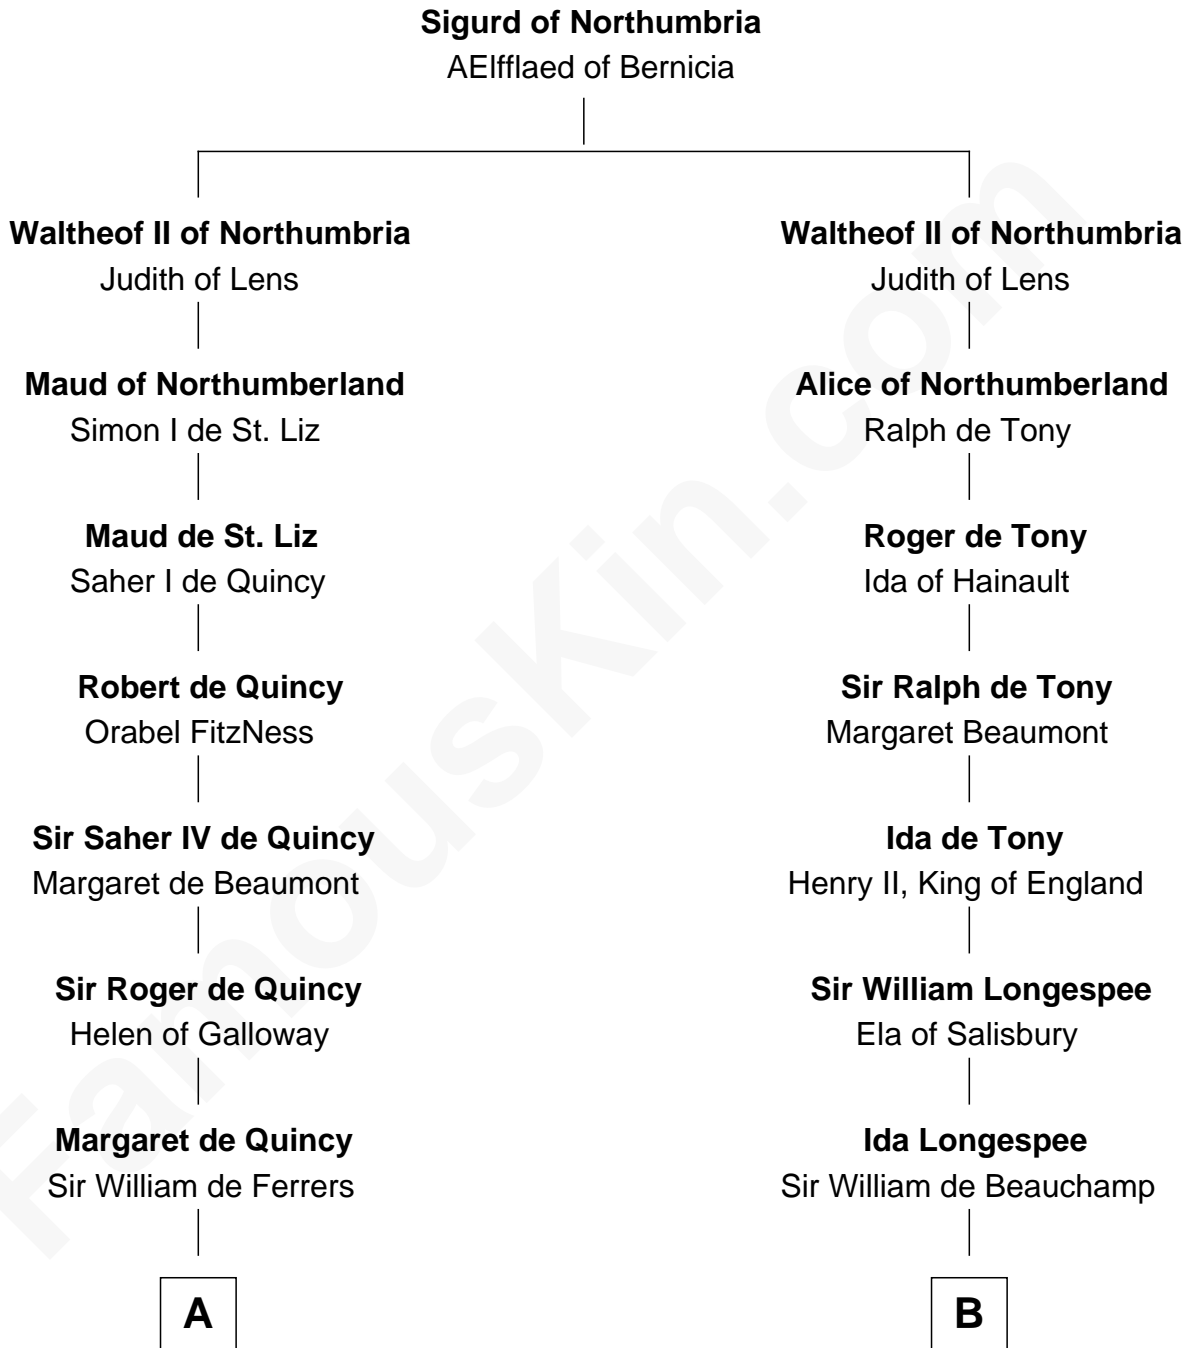 Sigurd of Northumbria
AElfflaed of Bernicia
Waltheof II of Northumbria
Judith of Lens
Waltheof II of Northumbria
Judith of Lens
Maud of Northumberland
Simon I de St. Liz
Alice of Northumberland
Ralph de Tony
Maud de St. Liz
Saher I de Quincy
Roger de Tony
Ida of Hainault
Robert de Quincy
Orabel FitzNess
Sir Ralph de Tony
Margaret Beaumont
Sir Saher IV de Quincy
Margaret de Beaumont
Ida de Tony
Henry II, King of England
Sir Roger de Quincy
Helen of Galloway
Sir William Longespee
Ela of Salisbury
Margaret de Quincy
Sir William de Ferrers
Ida Longespee
Sir William de Beauchamp
A
B
FamousKin.com